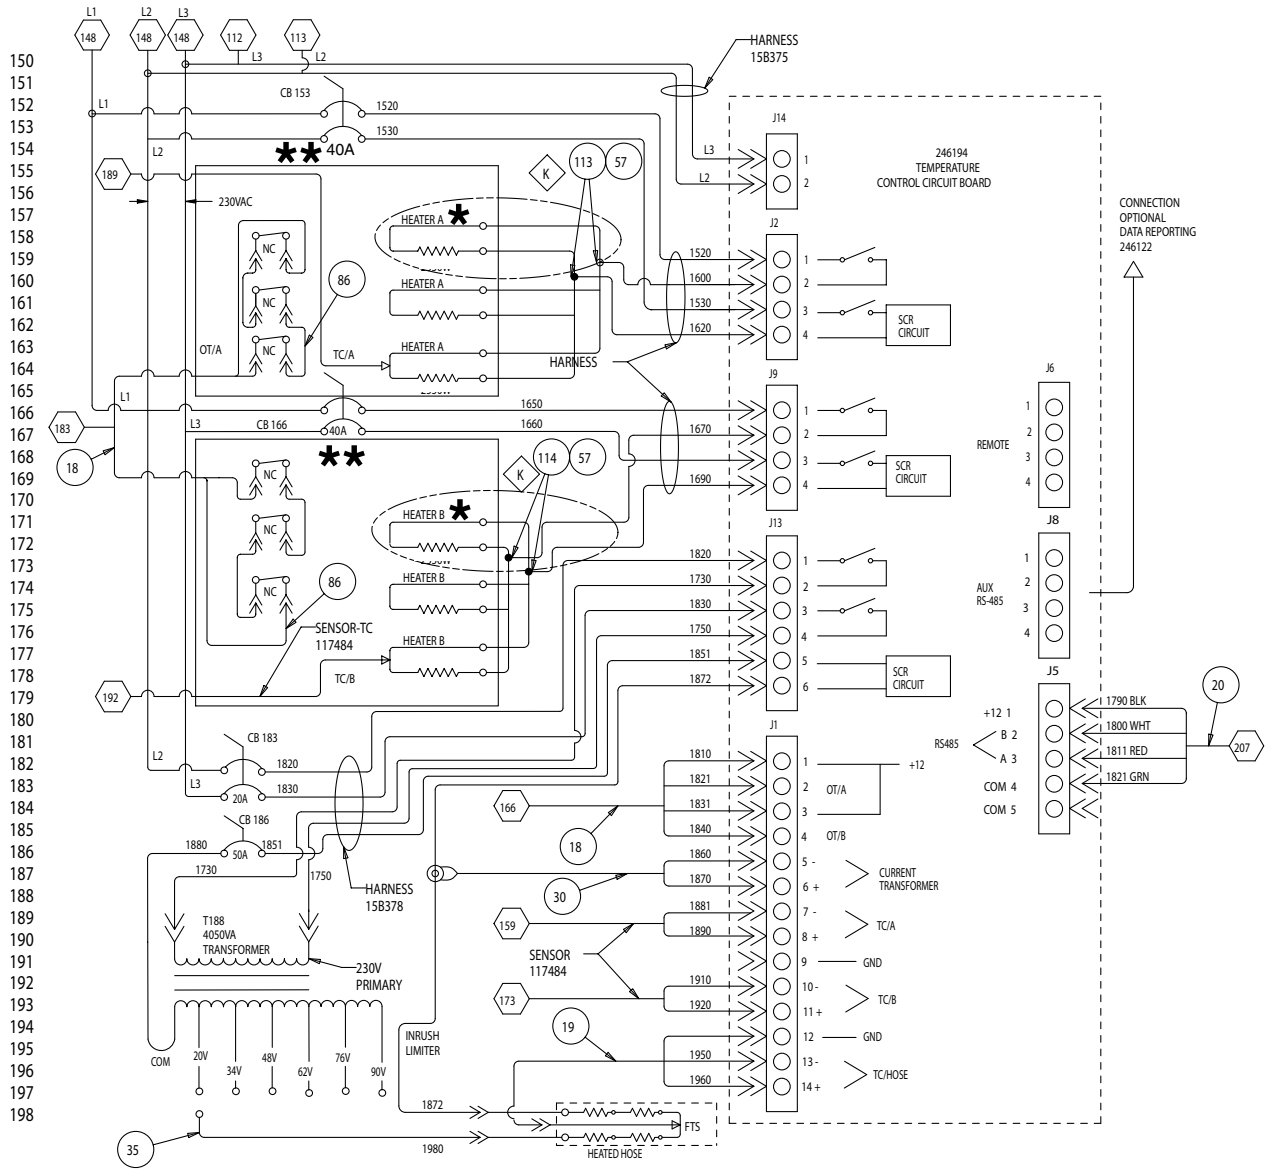 L1 L2 L3
148 148 148 112 113
150
151
152
153
154
155
156
157
158
159
160
161
162
163
164
165
166
167
168
169
170
171
172
173
174
175
176
177
178
179
180
181
182
183
184
185
186
187
188
189
190
191
192
193
194
195
196
197
198
L3 L2
HARNESS
15B375
CB 153
L1
1520
1530
L2
★★ 40A
189
230VAC
K
113 57
HEATER A ★
NC
HEATER A
NC
86
NC
OT/A
TC/A
HEATER A
HARNESS
L1
1650
183
L3
CB 166
40A
1660
★★
18
K
114 57
NC
HEATER B ★
NC
HEATER B
NC
86
SENSOR-TC
117484
HEATER B
TC/B
192
CB 183
L2
1820
L3
20A
1830
CB 186
1880
50A
1851
1730
1750
HARNESS
15B378
T188
4050VA
TRANSFORMER
230V
PRIMARY
COM
20V
34V
48V
62V
76V
90V
INRUSH
LIMITER
35
1872
1980
FTS
HEATED HOSE
246194
TEMPERATURE
CONTROL CIRCUIT BOARD
J14
L3 1
L2 2
J2
1520 1
1600 2
1530 3
1620 4
SCR
CIRCUIT
J9
1
1670 2
3
1690 4
SCR
CIRCUIT
J13
1820 1
1730 2
1830 3
1750 4
1851 5
1872 6
SCR
CIRCUIT
J1
1810 1
+12
1821 2
OT/A
1831 3
1840 4 OT/B
166
18
1860 5 -
1870 6 +
CURRENT
TRANSFORMER
30
1881 7 -
1890 8 +
TC/A
159
9 GND
SENSOR
117484
1910 10 -
1920 11 +
TC/B
173
12 GND
19
1950 13 -
1960 14 +
TC/HOSE
CONNECTION
OPTIONAL
DATA REPORTING
246122
J6
1
2
REMOTE
3
4
J8
1
2
AUX
RS-485
3
4
J5
+12 1
1790 BLK
B 2
1800 WHT
RS485
A 3
1811 RED
COM 4
1821 GRN
COM 5
20
207